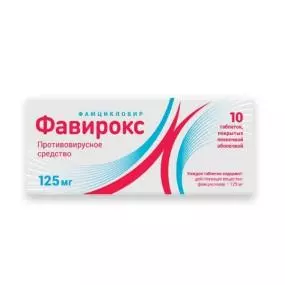 ФАМЦИКЛОВИР
Фавирокс
Противовирусное
средство
125 мг
10
таблеток,
покрытых
пленочной
оболочкой
Каждая таблетка содержит
действующее вещество:
фамцикловир – 125 мг